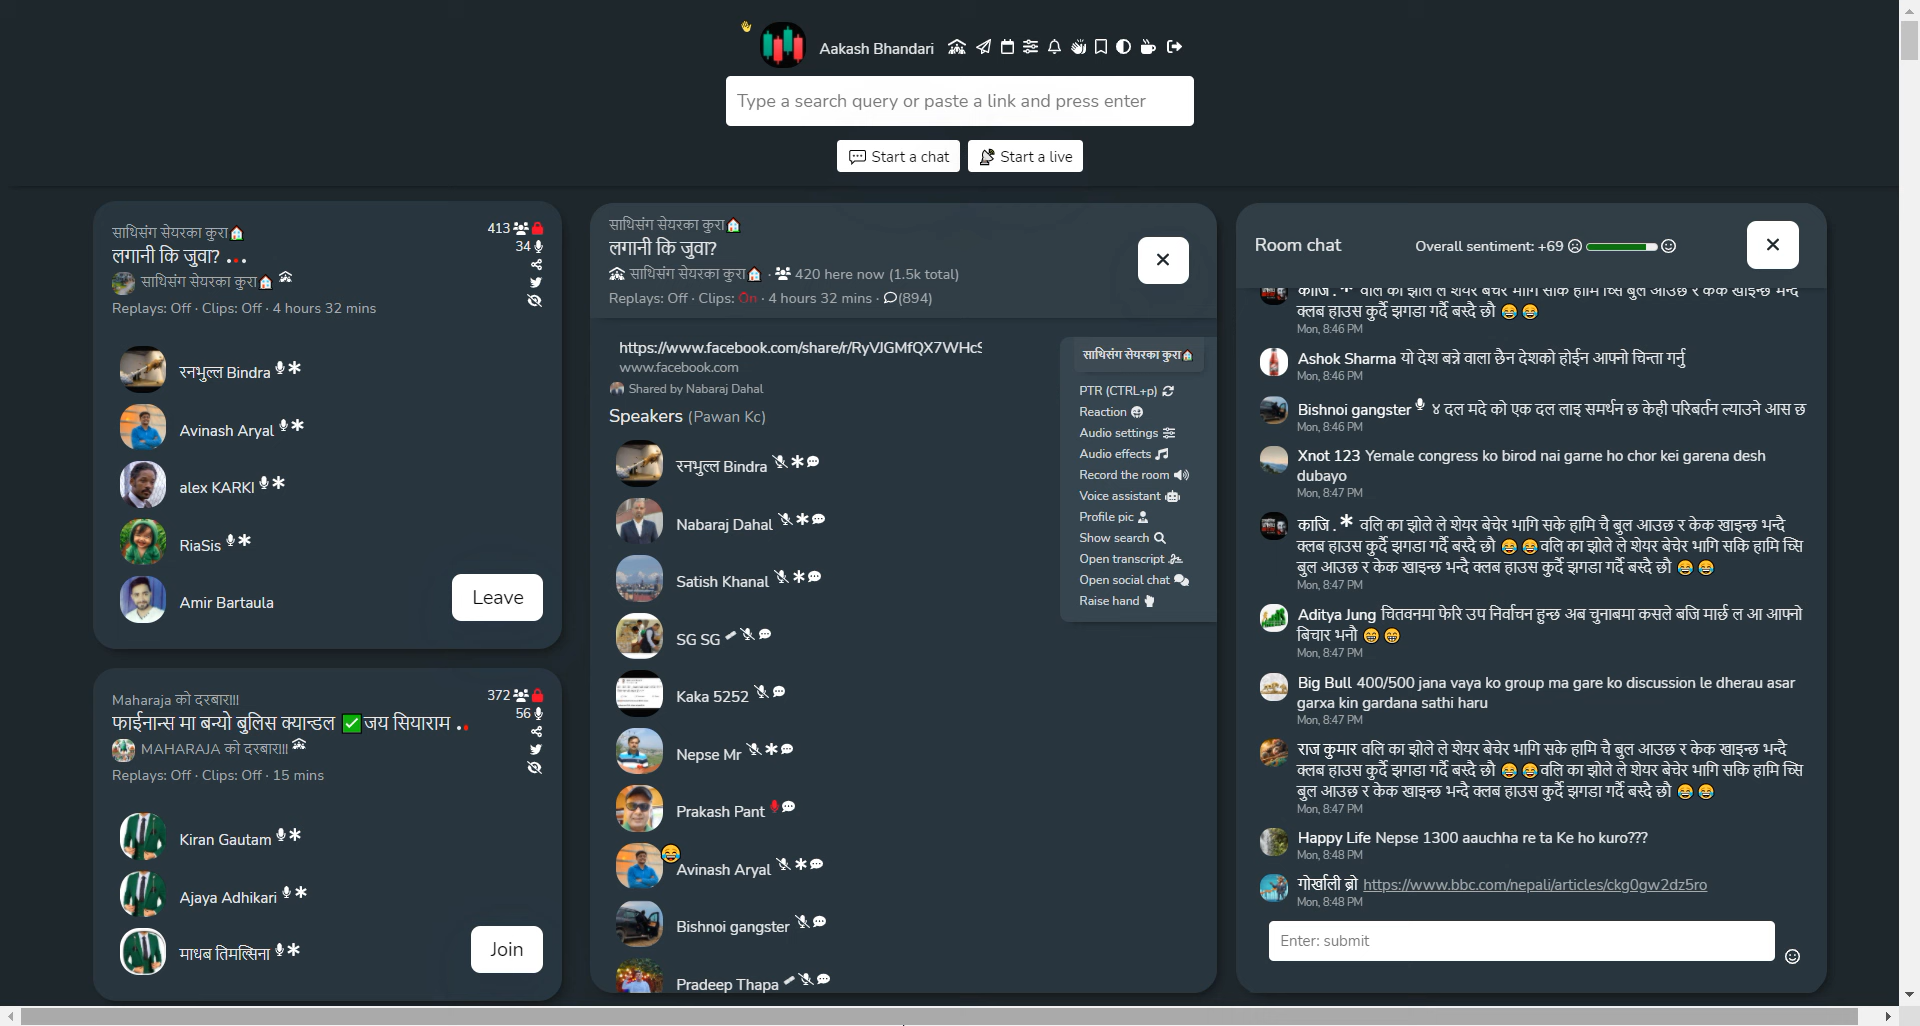 Aakash Bhandari
Type a search query or paste a link and press enter
Start a chat
Start a live
साथिसंग सेयरका कुरा
413
लगानी कि जुवा?
34
साथिसंग सेयरका कुरा
Replays: Off · Clips: Off · 4 hours 32 mins
रनभुल्ल Bindra
Avinash Aryal
alex KARKI
RiaSis
Amir Bartaula
Leave
Maharaja को दरबार!!!
372
फाईनान्स मा बन्यो बुलिस क्यान्डल ✅जय सियाराम
56
MAHARAJA को दरबार!!!
Replays: Off · Clips: Off · 15 mins
Kiran Gautam
Ajaya Adhikari
माधब तिमल्सिना
Join
साथिसंग सेयरका कुरा
लगानी कि जुवा?
साथिसंग सेयरका कुरा · 420 here now (1.5k total)
Replays: Off · Clips: On · 4 hours 32 mins · (894)
https://www.facebook.com/share/r/RyVJGMfQX7WHcS
www.facebook.com
Shared by Nabaraj Dahal
Speakers (Pawan Kc)
रनभुल्ल Bindra
Nabaraj Dahal
Satish Khanal
SG SG
Kaka 5252
Nepse Mr
Prakash Pant
Avinash Aryal
Bishnoi gangster
Pradeep Thapa
साथिसंग सेयरका कुरा
PTR (CTRL+p)
Reaction
Audio settings
Audio effects
Record the room
Voice assistant
Profile pic
Show search
Open transcript
Open social chat
Raise hand
Room chat
Overall sentiment: +69
काजि . * वलि का झोले ले शेयर बेचेर भागि सके हामि च्सि बुल आउछ र केक खाइन्छ भन्दै
क्लब हाउस कुर्दै झगडा गर्दै बस्दै छौ 😂 😂
Mon, 8:46 PM
Ashok Sharma यो देश बन्ने वाला छैन देशको होईन आफ्नो चिन्ता गर्नु
Mon, 8:46 PM
Bishnoi gangster ४ दल मदे को एक दल लाइ समर्थन छ केही परिबर्तन ल्याउने आस छ
Mon, 8:46 PM
Xnot 123 Yemale congress ko birod nai garne ho chor kei garena desh
dubayo
Mon, 8:47 PM
काजि . * वलि का झोले ले शेयर बेचेर भागि सके हामि चै बुल आउछ र केक खाइन्छ भन्दै
क्लब हाउस कुर्दै झगडा गर्दै बस्दै छौ 😂 😂वलि का झोले ले शेयर बेचेर भागि सकि हामि च्सि
बुल आउछ र केक खाइन्छ भन्दै क्लब हाउस कुर्दै झगडा गर्दै बस्दै छौ 😂 😂
Mon, 8:47 PM
Aditya Jung चितवनमा फेरि उप निर्वाचन हुन्छ अब चुनाबमा कसले बजि मार्छ ल आ आफ्नो
बिचार भनौ 😁 😁
Mon, 8:47 PM
Big Bull 400/500 jana vaya ko group ma gare ko discussion le dherau asar
garxa kin gardana sathi haru
Mon, 8:47 PM
राज कुमार वलि का झोले ले शेयर बेचेर भागि सके हामि चै बुल आउछ र केक खाइन्छ भन्दै
क्लब हाउस कुर्दै झगडा गर्दै बस्दै छौ 😂 😂वलि का झोले ले शेयर बेचेर भागि सकि हामि च्सि
बुल आउछ र केक खाइन्छ भन्दै क्लब हाउस कुर्दै झगडा गर्दै बस्दै छौ 😂 😂
Mon, 8:47 PM
Happy Life Nepse 1300 aauchha re ta Ke ho kuro???
Mon, 8:48 PM
गोर्खाली ब्रो https://www.bbc.com/nepali/articles/ckg0gw2dz5ro
Mon, 8:48 PM
Enter: submit